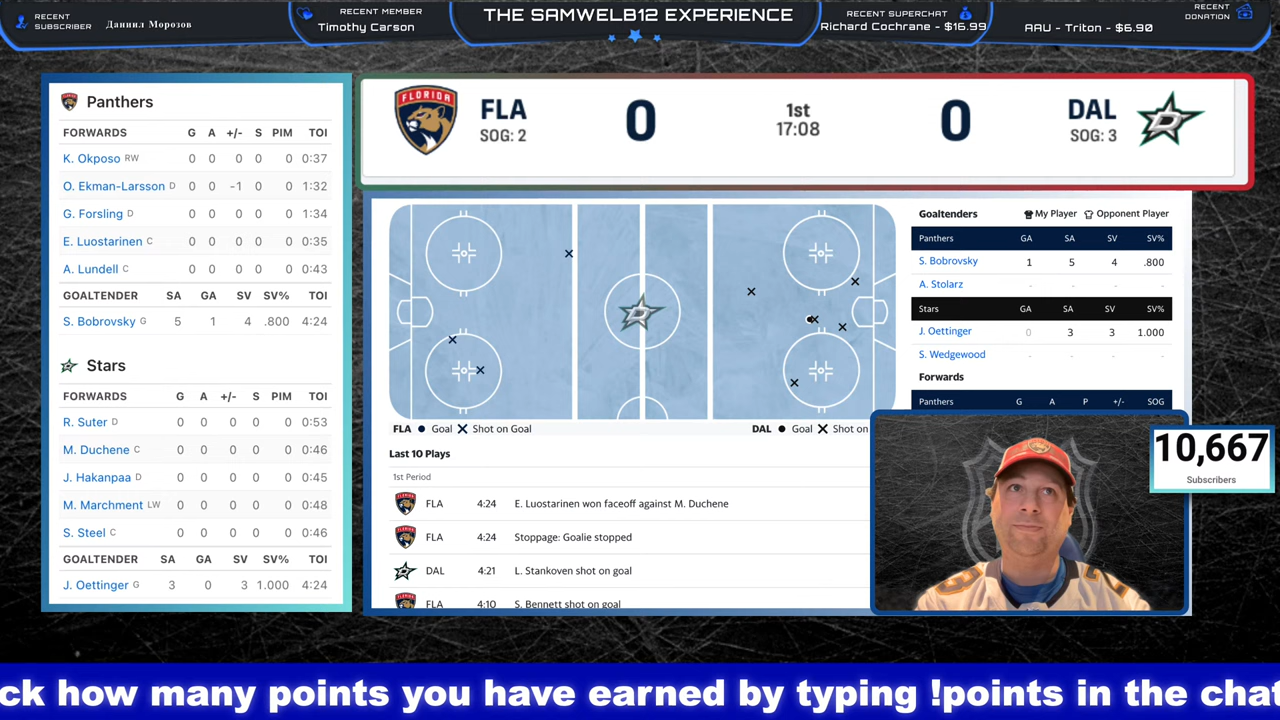 RECENT SUBSCRIBER
Даниил Морозов
RECENT MEMBER
Timothy Carson
THE SAMWELB12 EXPERIENCE
RECENT SUPERCHAT
Richard Cochrane - $16.99
RECENT DONATION
AAU - Triton - $6.90
Panthers
FORWARDS G A +/- S PIM TOI
K. Okposo RW 0 0 0 0 0 0:37
O. Ekman-Larsson D 0 0 -1 0 0 1:32
G. Forsling D 0 0 0 0 0 1:34
E. Luostarinen C 0 0 0 0 0 0:35
A. Lundell C 0 0 0 0 0 0:43
GOALTENDER SA GA SV SV% TOI
S. Bobrovsky G 5 1 4 .800 4:24
Stars
FORWARDS G A +/- S PIM TOI
R. Suter D 0 0 0 0 0 0:53
M. Duchene C 0 0 0 0 0 0:46
J. Hakanpaa D 0 0 0 0 0 0:45
M. Marchment LW 0 0 0 0 0 0:48
S. Steel C 0 0 0 0 0 0:46
GOALTENDER SA GA SV SV% TOI
J. Oettinger G 3 0 3 1.000 4:24
FLORIDA
FLA
SOG: 2
0
1st
17:08
0
DAL
SOG: 3
D
D
FLA Goal Shot on Goal
DAL Goal Shot on
Last 10 Plays
1st Period
FLA 4:24 E. Luostarinen won faceoff against M. Duchene
FLA 4:24 Stoppage: Goalie stopped
DAL 4:21 L. Stankoven shot on goal
FLA 4:10 S. Bennett shot on goal
Goaltenders My Player Opponent Player
Panthers GA SA SV SV%
S. Bobrovsky 1 5 4 .800
A. Stolarz - - - -
Stars GA SA SV SV%
J. Oettinger 0 3 3 1.000
S. Wedgewood - - - -
Forwards
Panthers G A P +/- SOG
10,667
Subscribers
ck how many points you have earned by typing !points in the chat